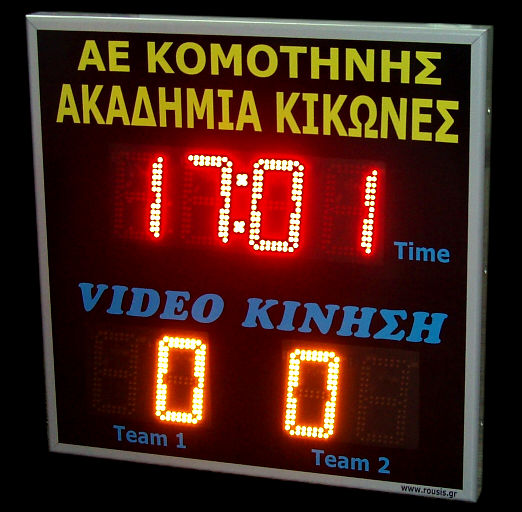 ΑΕ ΚΟΜΟΤΗΝΗΣ
ΑΚΑΔΗΜΙΑ ΚΙΚΩΝΕΣ
17:01
Time
VIDEO ΚΙΝΗΣΗ
0 0
Team 1 Team 2
www.rousis.gr